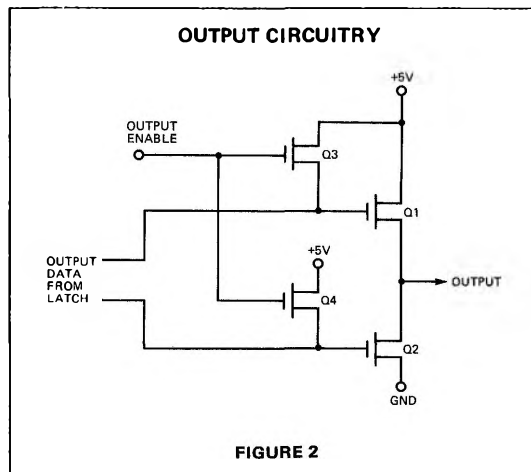 OUTPUT CIRCUITRY
+5V
OUTPUT
ENABLE
Q3
Q1
OUTPUT
DATA
FROM
LATCH
+5V
Q4
OUTPUT
Q2
GND
FIGURE 2